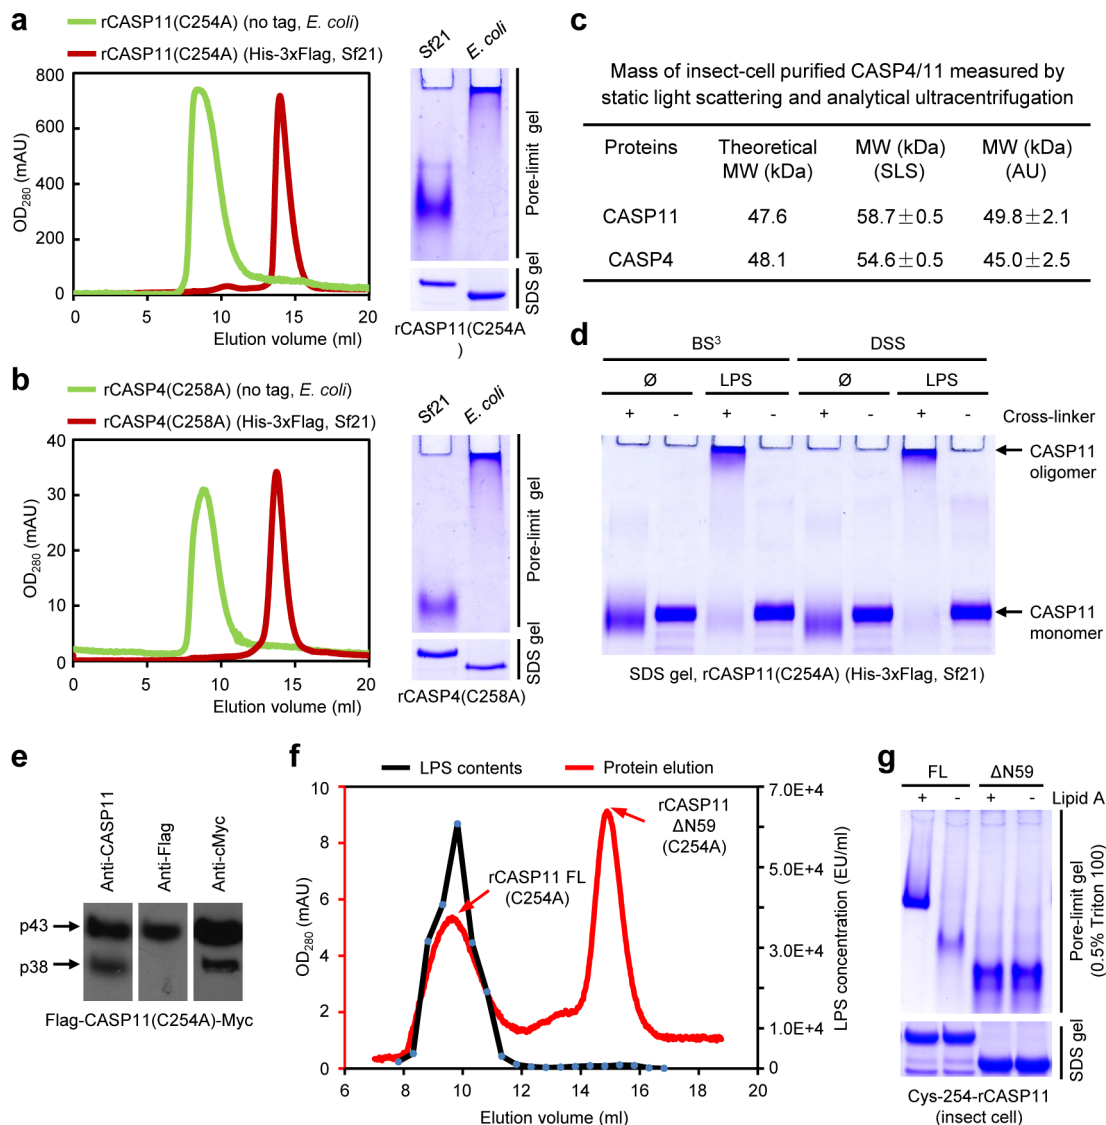 a
rCASP11(C254A) (no tag, E. coli)
rCASP11(C254A) (His-3xFlag, Sf21)
800
600
400
200
0
OD280 (mAU)
0 5 10 15 20
Elution volume (ml)
Sf21
E. coli
Pore-limit gel
SDS gel
rCASP11(C254A
)
b
rCASP4(C258A) (no tag, E. coli)
rCASP4(C258A) (His-3xFlag, Sf21)
40
30
20
10
0
OD280 (mAU)
0 5 10 15 20
Elution volume (ml)
Sf21
E. coli
Pore-limit gel
SDS gel
rCASP4(C258A)
c
Mass of insect-cell purified CASP4/11 measured by
static light scattering and analytical ultracentrifugation
Proteins Theoretical MW (kDa) MW (kDa)
MW (kDa) (SLS) (AU)
CASP11 47.6 58.7±0.5 49.8±2.1
CASP4 48.1 54.6±0.5 45.0±2.5
d
BS3 DSS
Ø LPS Ø LPS
+ - + - + - + - Cross-linker
CASP11
oligomer
CASP11
monomer
SDS gel, rCASP11(C254A) (His-3xFlag, Sf21)
e
Anti-CASP11
Anti-Flag
Anti-cMyc
p43
p38
Flag-CASP11(C254A)-Myc
f
LPS contents Protein elution
10
8
6
4
2
0
OD280 (mAU)
rCASP11
ΔN59
(C254A)
rCASP11 FL
(C254A)
7.0E+4
5.E+4
3.E+4
1.0E+4
0
LPS concentration (EU/ml)
6 8 10 12 14 16 18 20
Elution volume (ml)
g
FL ΔN59
+ - + - Lipid A
Pore-limit gel
(0.5% Triton 100)
SDS gel
Cys-254-rCASP11
(insect cell)